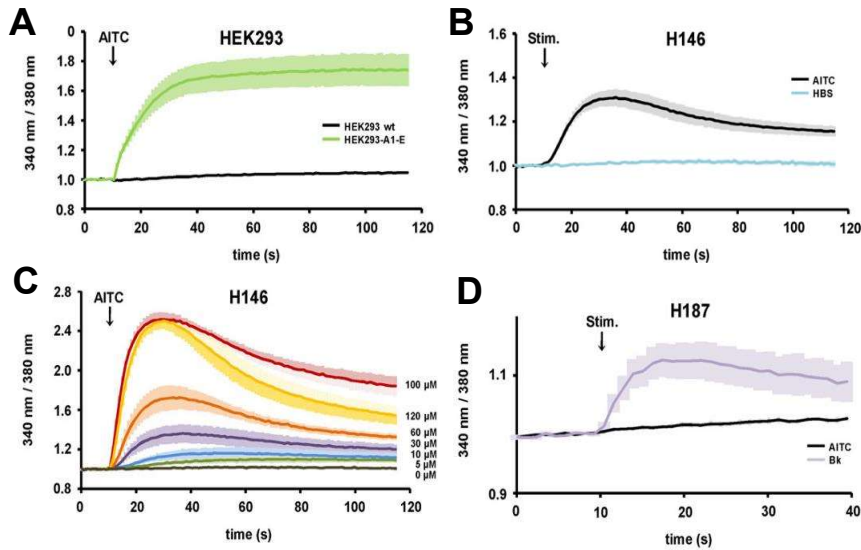 A
AITC
HEK293
340 nm / 380 nm
0
1.8
1.6
1.4
1.2
1.0
0.8
HEK293 wt
HEK293-A1-E
0 20 40 60 80 100 120
time (s)
B
Stim.
H146
340 nm / 380 nm
1.6
1.4
1.2
1.0
0.8
AITC
HBS
0 20 40 60 80 100 120
time (s)
C
AITC
H146
340 nm / 380 nm
2.8
2.4
2.0
1.6
1.2
0.8
100 µM
120 µM
60 µM
30 µM
10 µM
5 µM
0 µM
0 20 40 60 80 100 120
time (s)
D
H187
Stim.
340 nm / 380 nm
1.1
0.9
AITC
Bk
0 10 20 30 40
time (s)